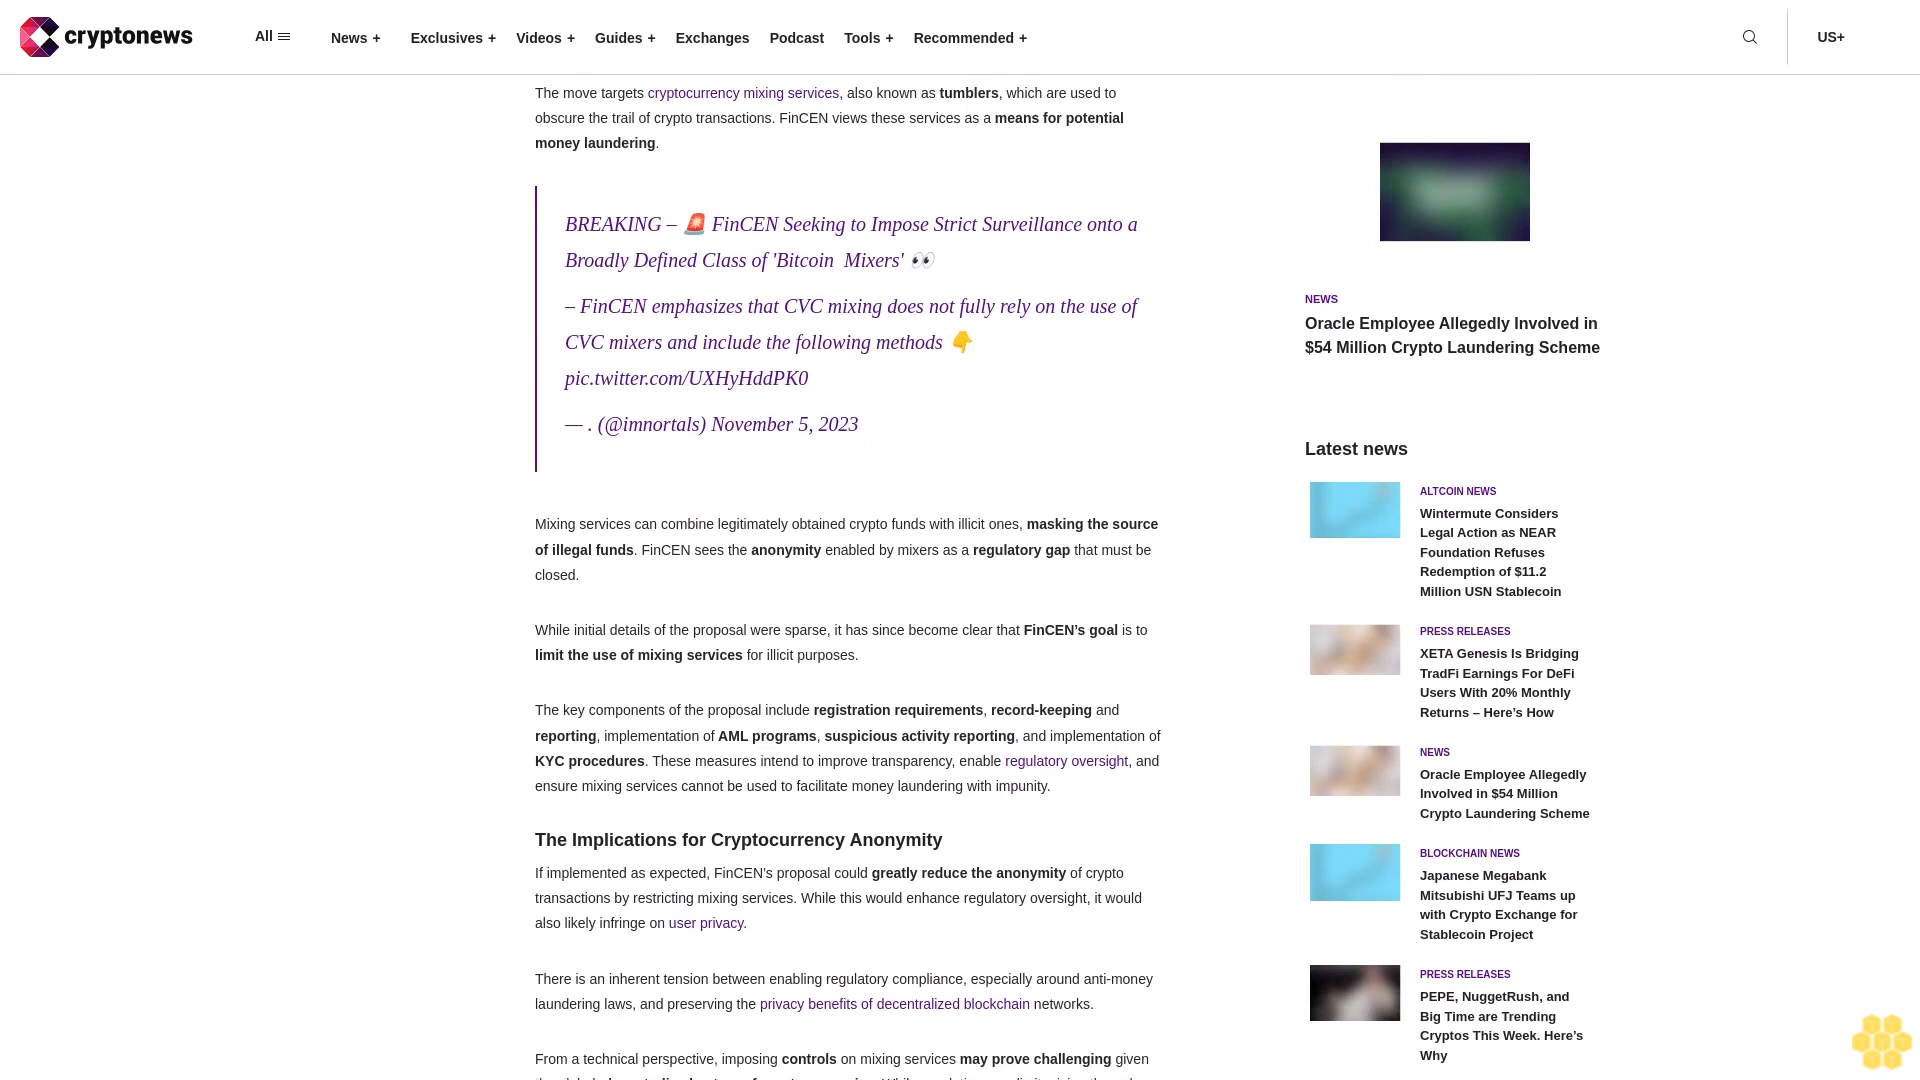 cryptonews
All
News +
Exclusives +
Videos +
Guides +
Exchanges
Podcast
Tools +
Recommended +
US+
The move targets cryptocurrency mixing services, also known as tumblers, which are used to
obscure the trail of crypto transactions. FinCEN views these services as a means for potential
money laundering.
BREAKING – 🚨 FinCEN Seeking to Impose Strict Surveillance onto a
Broadly Defined Class of 'Bitcoin  Mixers' 👀
– FinCEN emphasizes that CVC mixing does not fully rely on the use of
CVC mixers and include the following methods 👇
pic.twitter.com/UXHyHddPK0
— . (@imnortals) November 5, 2023
Mixing services can combine legitimately obtained crypto funds with illicit ones, masking the source
of illegal funds. FinCEN sees the anonymity enabled by mixers as a regulatory gap that must be
closed.
While initial details of the proposal were sparse, it has since become clear that FinCEN’s goal is to
limit the use of mixing services for illicit purposes.
The key components of the proposal include registration requirements, record-keeping and
reporting, implementation of AML programs, suspicious activity reporting, and implementation of
KYC procedures. These measures intend to improve transparency, enable regulatory oversight, and
ensure mixing services cannot be used to facilitate money laundering with impunity.
The Implications for Cryptocurrency Anonymity
If implemented as expected, FinCEN’s proposal could greatly reduce the anonymity of crypto
transactions by restricting mixing services. While this would enhance regulatory oversight, it would
also likely infringe on user privacy.
There is an inherent tension between enabling regulatory compliance, especially around anti-money
laundering laws, and preserving the privacy benefits of decentralized blockchain networks.
From a technical perspective, imposing controls on mixing services may prove challenging given
NEWS
Oracle Employee Allegedly Involved in
$54 Million Crypto Laundering Scheme
Latest news
ALTCOIN NEWS
Wintermute Considers
Legal Action as NEAR
Foundation Refuses
Redemption of $11.2
Million USN Stablecoin
PRESS RELEASES
XETA Genesis Is Bridging
TradFi Earnings For DeFi
Users With 20% Monthly
Returns – Here’s How
NEWS
Oracle Employee Allegedly
Involved in $54 Million
Crypto Laundering Scheme
BLOCKCHAIN NEWS
Japanese Megabank
Mitsubishi UFJ Teams up
with Crypto Exchange for
Stablecoin Project
PRESS RELEASES
PEPE, NuggetRush, and
Big Time are Trending
Cryptos This Week. Here’s
Why